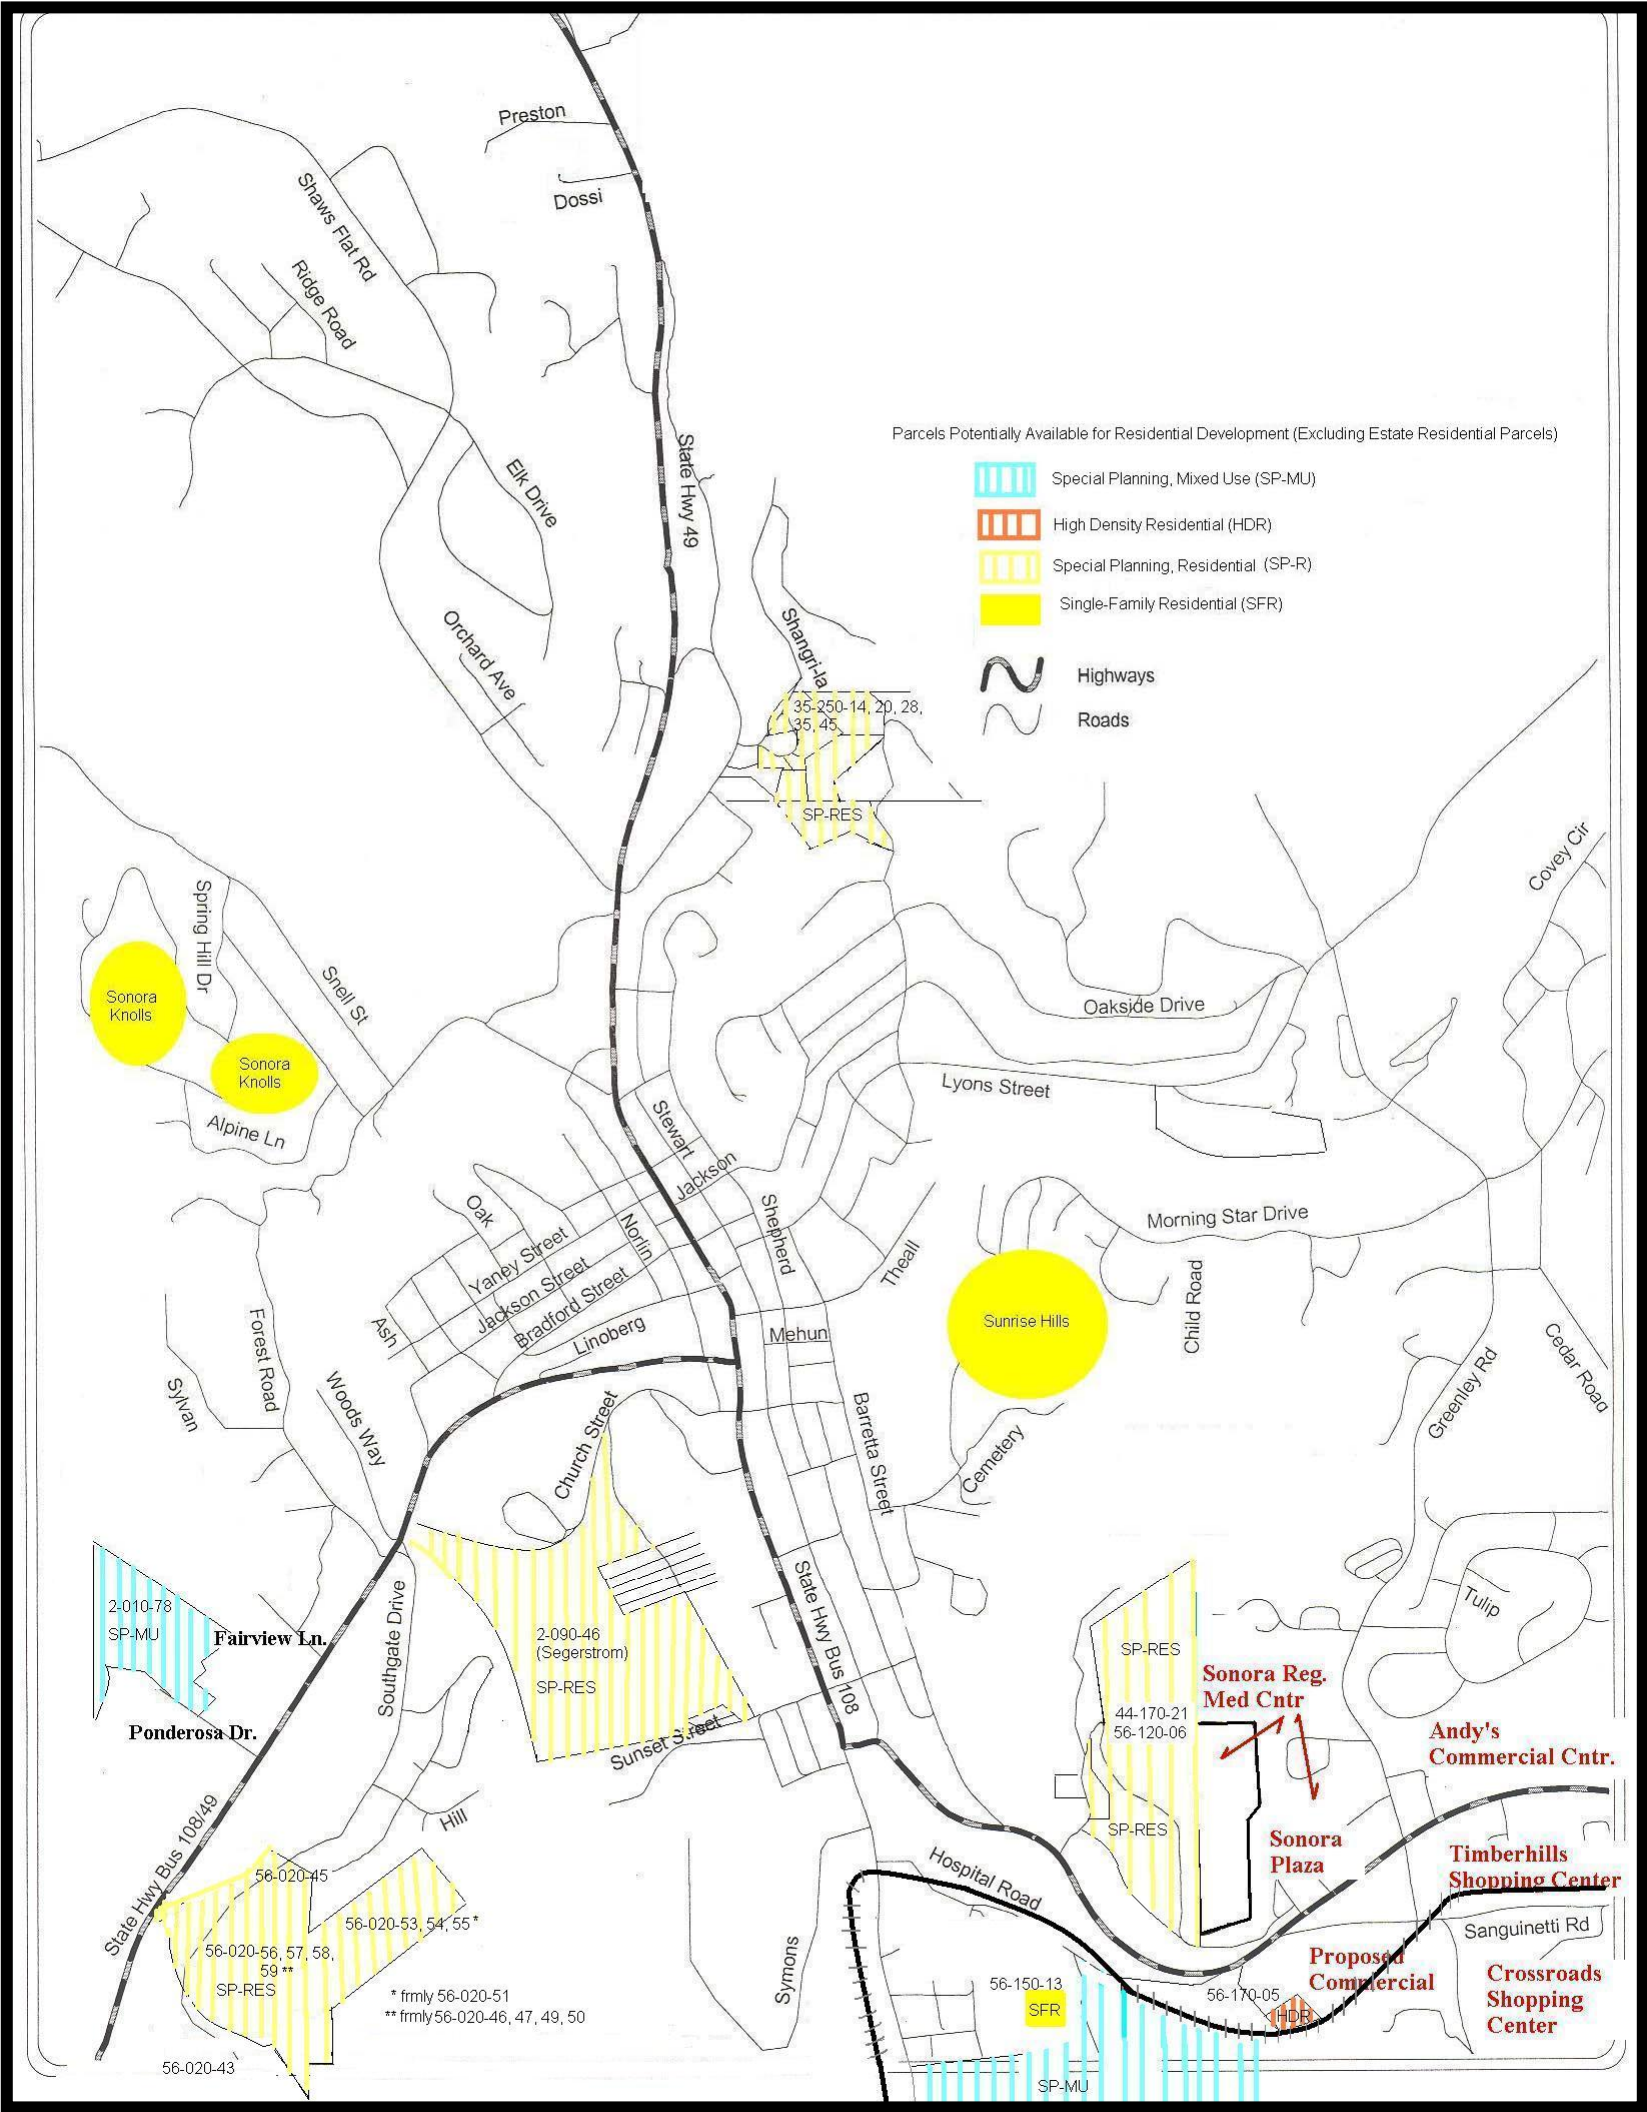 Preston
Dossi
Shaws Flat Rd
Ridge Road
Parcels Potentially Available for Residential Development (Excluding Estate Residential Parcels)
Special Planning, Mixed Use (SP-MU)
High Density Residential (HDR)
Special Planning, Residential (SP-R)
Single-Family Residential (SFR)
Highways
Roads
State Hwy 49
Elk Drive
Orchard Ave
Shangri-la
35-250-14, 20, 28,
35, 45
SP-RES
Covey Cir
Spring Hill Dr
Snell St
Sonora
Knolls
Sonora
Knolls
Alpine Ln
Oakside Drive
Lyons Street
Stewart
Jackson
Shepherd
Oak
Norlin
Yaney Street
Jackson Street
Bradford Street
Linoberg
Ash
Theall
Mehun
Morning Star Drive
Child Road
Sunrise Hills
Cedar Road
Greenley Rd
Forest Road
Sylvan
Woods Way
Church Street
Barretta Street
Cemetery
2-010-78
SP-MU
Fairview Ln.
Ponderosa Dr.
Southgate Drive
2-090-46
(Segerstrom)
SP-RES
Sunset Street
State Hwy Bus 108
Tulip
SP-RES
Sonora Reg.
Med Cntr
44-170-21
56-120-06
Andy's
Commercial Cntr.
SP-RES
Sonora
Plaza
Timberhills
Shopping Center
Hill
State Hwy Bus 108/49
56-020-45
56-020-53, 54, 55*
56-020-56, 57, 58,
59**
SP-RES
* frmly 56-020-51
** frmly 56-020-46, 47, 49, 50
56-020-43
Hospital Road
Symons
Sanguinetti Rd
Proposed
Commercial
Crossroads
Shopping
Center
56-150-13
SFR
56-170-05
HDR
SP-MU